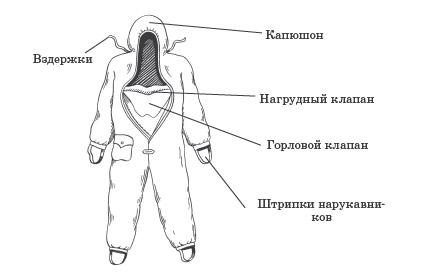 Капюшон
Вздержки
Нагрудный клапан
Горловой клапан
Штрипки нарукавни-
ков